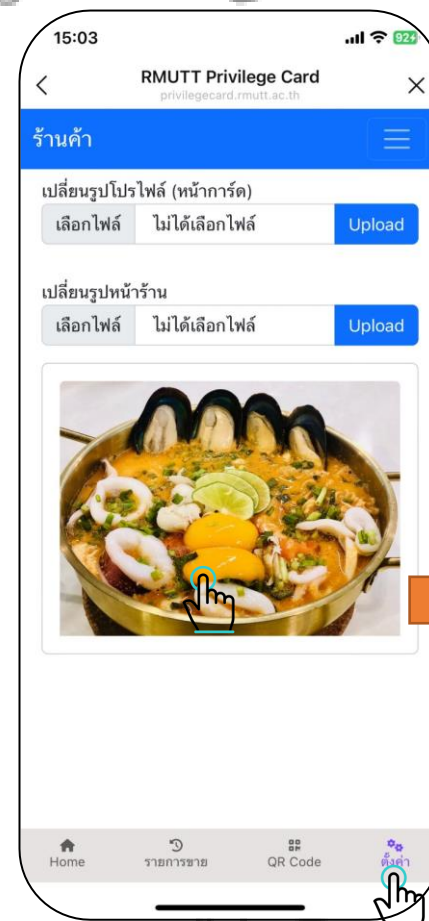 15:03
92
RMUTT Privilege Card
privilegecard.rmutt.ac.th
ร้านค้า
เปลี่ยนรูปโปรไฟล์ (หน้าการ์ด)
เลือกไฟล์ ไม่ได้เลือกไฟล์ Upload
เปลี่ยนรูปหน้าร้าน
เลือกไฟล์ ไม่ได้เลือกไฟล์ Upload
Home รายการขาย QR Code ตั้งค่า